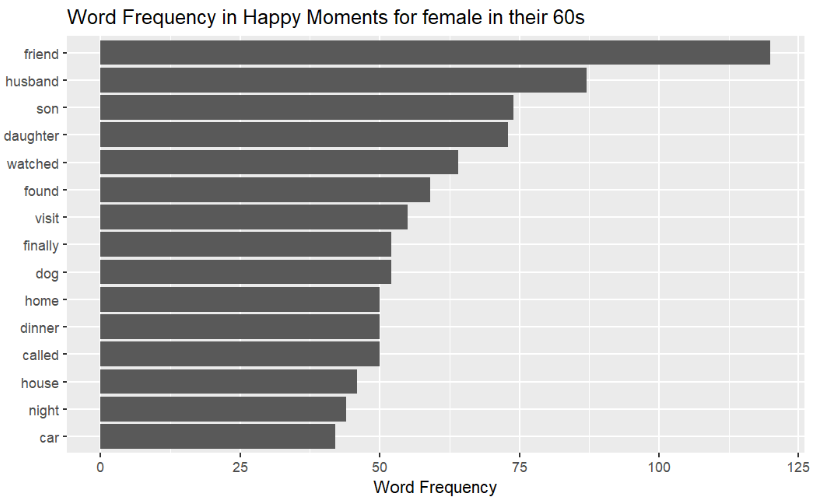 Word Frequency in Happy Moments for female in their 60s
friend
husband
son
daughter
watched
found
visit
finally
dog
home
dinner
called
house
night
car
0 25 50 75 100 125
Word Frequency